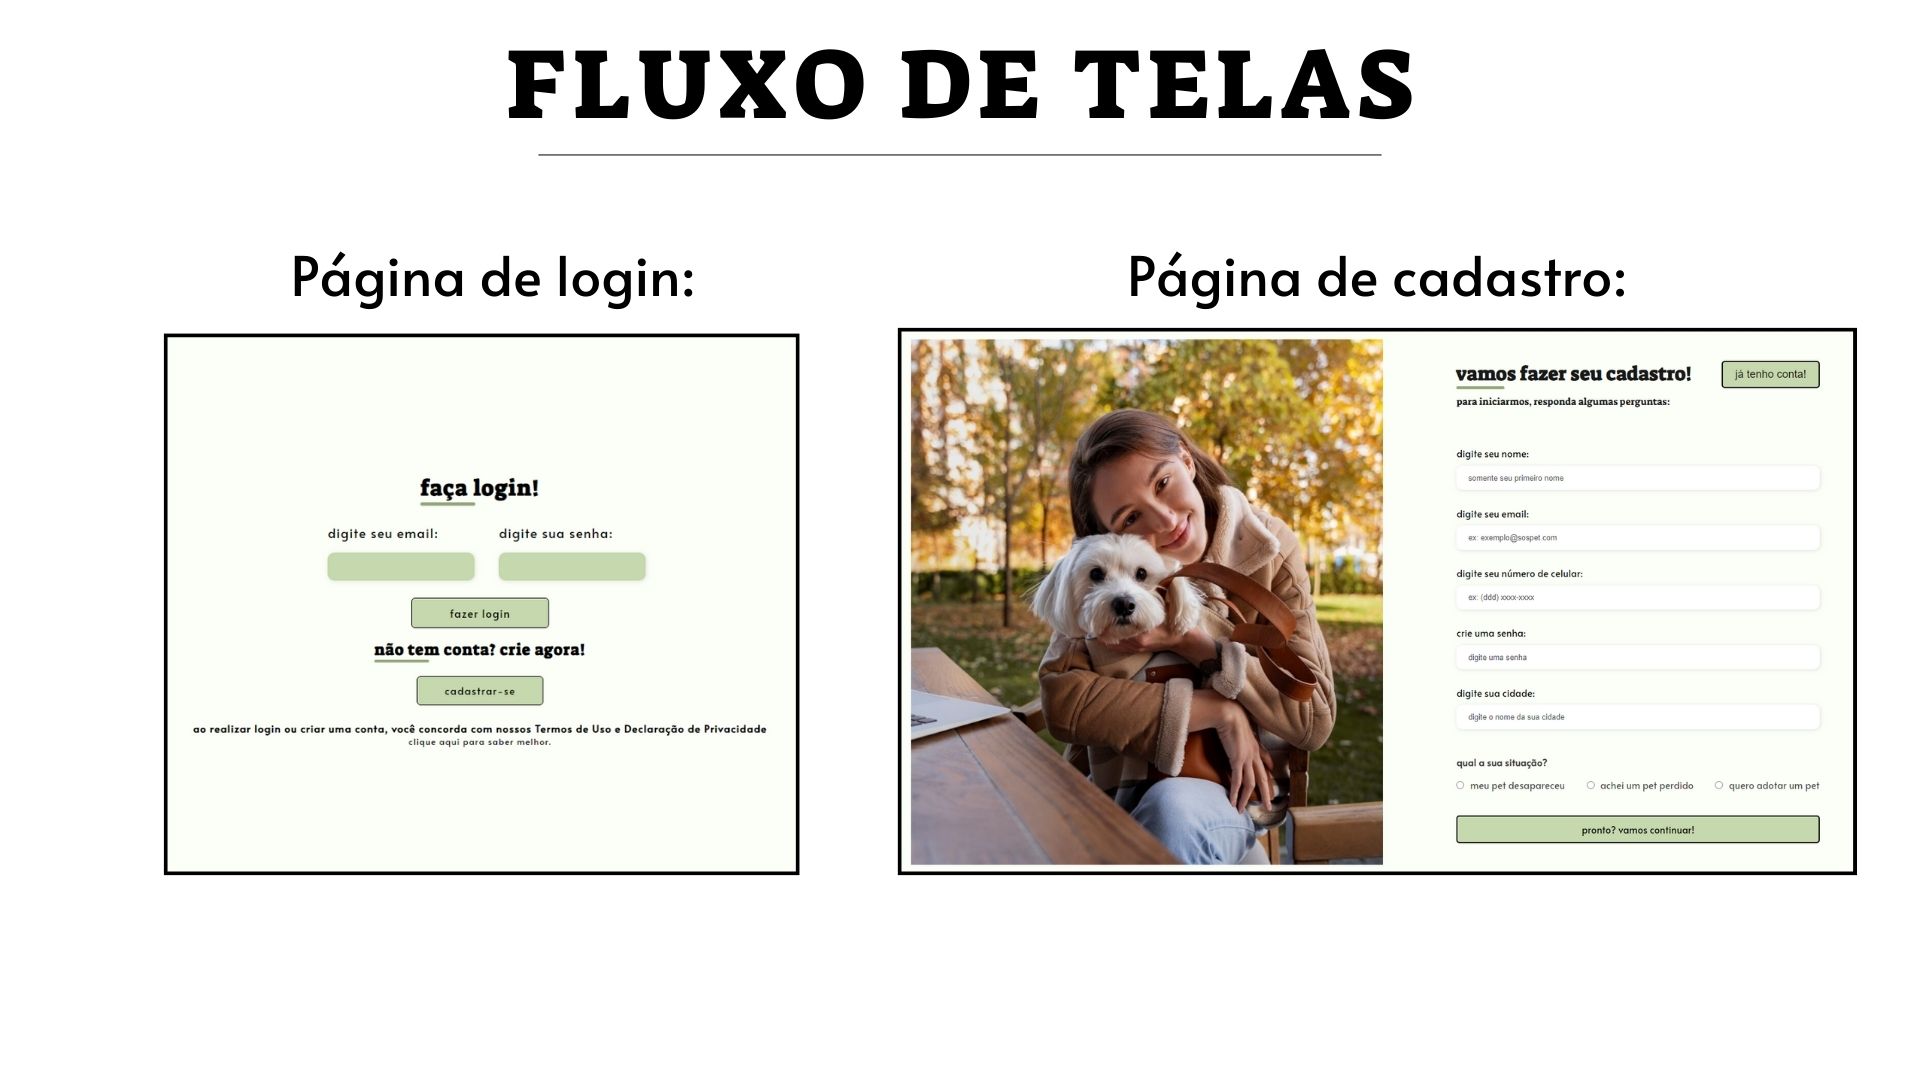 FLUXO DE TELAS
Página de login:
faça login!
digite seu email: digite sua senha:
fazer login
não tem conta? crie agora!
cadastrar-se
ao realizar login ou criar uma conta, você concorda com nossos Termos de Uso e Declaração de Privacidade
clique aqui para saber melhor.
Página de cadastro:
vamos fazer seu cadastro! já tenho conta!
para iniciarmos, responda algumas perguntas:
digite seu nome:
somente seu primeiro nome
digite seu email:
ex: exemplo@sospet.com
digite seu número de celular:
ex: (ddd) xxxx-xxxx
crie uma senha:
digite uma senha
digite sua cidade:
digite o nome da sua cidade
qual a sua situação?
meu pet desapareceu achei um pet perdido quero adotar um pet
pronto? vamos continuar!